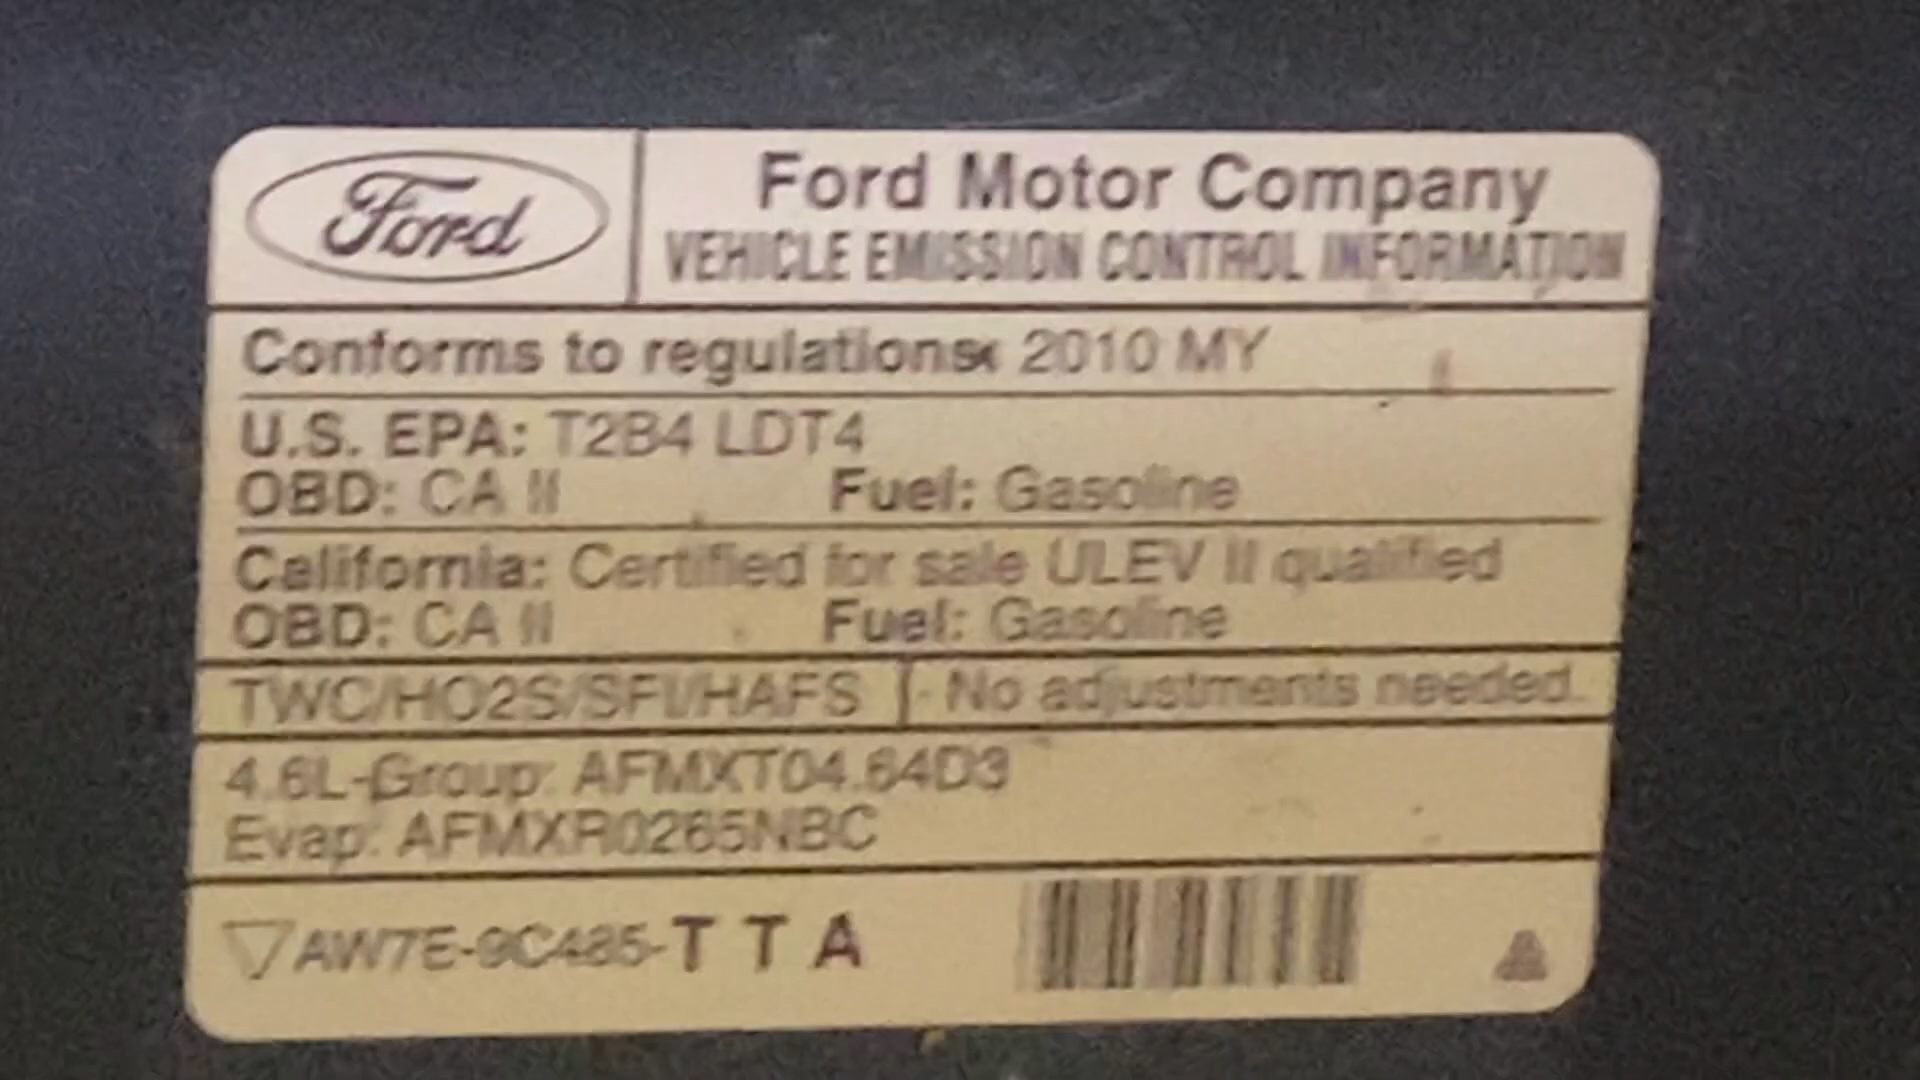 Ford
Ford Motor Company
VEHICLE EMISSION CONTROL INFORMATION
Conforms to regulations: 2010 MY
U.S. EPA: T2B4 LDT4
OBD: CA II Fuel: Gasoline
California: Certified for sale ULEV II qualified
OBD: CA II Fuel: Gasoline
TWC/HO2S/SFI/HAFS No adjustments needed.
4.6L-Group: AFMXT04.64D3
Evap: AFMXR0265NBC
AW7E-9C485-T T A